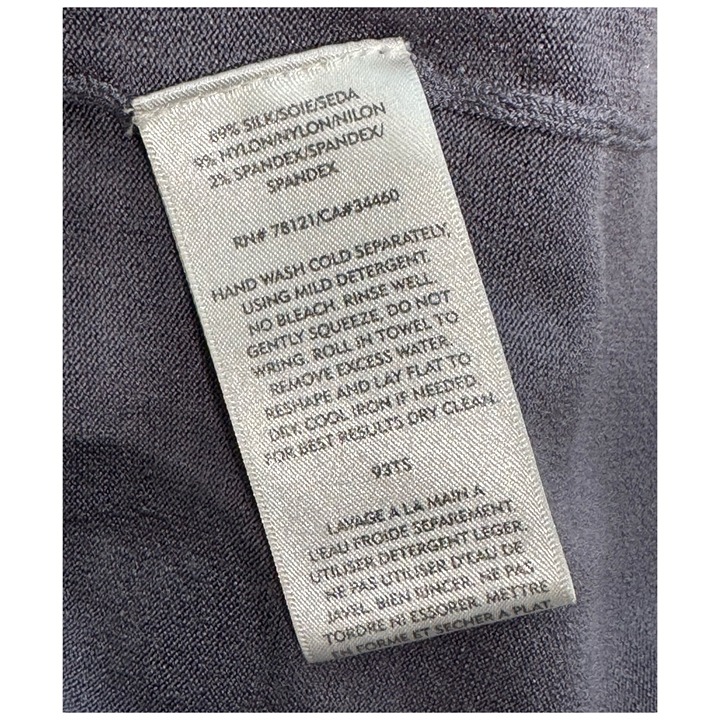 89% SILK/SOIE/SEDA
9% NYLON/NYLON/NILON
2% SPANDEX/SPANDEX/
SPANDEX
RN# 78121/CA#34460
HAND WASH COLD SEPARATELY,
USING MILD DETERGENT.
NO BLEACH. RINSE WELL.
GENTLY SQUEEZE, DO NOT
WRING. ROLL IN TOWEL TO
REMOVE EXCESS WATER.
RESHAPE AND LAY FLAT TO
DRY. COOL IRON IF NEEDED.
FOR BEST RESULTS DRY CLEAN.
93TS
LAVAGE A LA MAIN A
L'EAU FROIDE SEPAREMENT.
UTILISER DETERGENT LEGER.
NE PAS UTILISER D'EAU DE
JAVEL. BIEN RINCER. NE PAS
TORDRE NI ESSORER. METTRE
EN FORME ET SECHER A PLAT